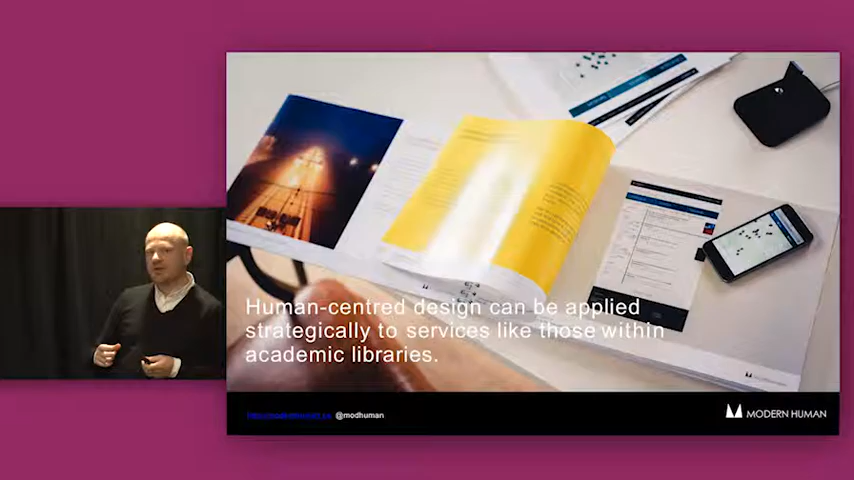 Human-centred design can be applied
strategically to services like those within
academic libraries.
@modhuman
MODERN HUMAN